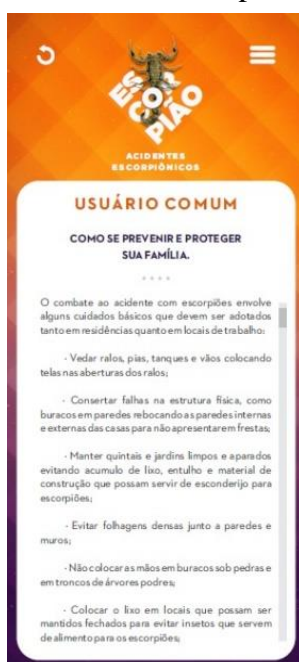 ESCORPIÃO
ACIDENTES
ESCORPIÔNICOS
USUÁRIO COMUM
COMO SE PREVENIR E PROTEGER
SUA FAMÍLIA.
O combate ao acidente com escorpiões envolve
alguns cuidados básicos que devem ser adotados
tanto em residências quanto em locais de trabalho:
· Vedar ralos, pias, tanques e vãos colocando
telas nas aberturas dos ralos;
· Consertar falhas na estrutura física, como
buracos em paredes rebocando as paredes internas
e externas das casas para não apresentarem frestas;
· Manter quintais e jardins limpos e aparados
evitando acumulo de lixo, entulho e material de
construção que possam servir de esconderijo para
escorpiões;
· Evitar folhagens densas junto a paredes e
muros;
· Não colocar as mãos em buracos sob pedras e
em troncos de árvores podres;
· Colocar o lixo em locais que possam ser
mantidos fechados para evitar insetos que servem
de alimento para os escorpiões;